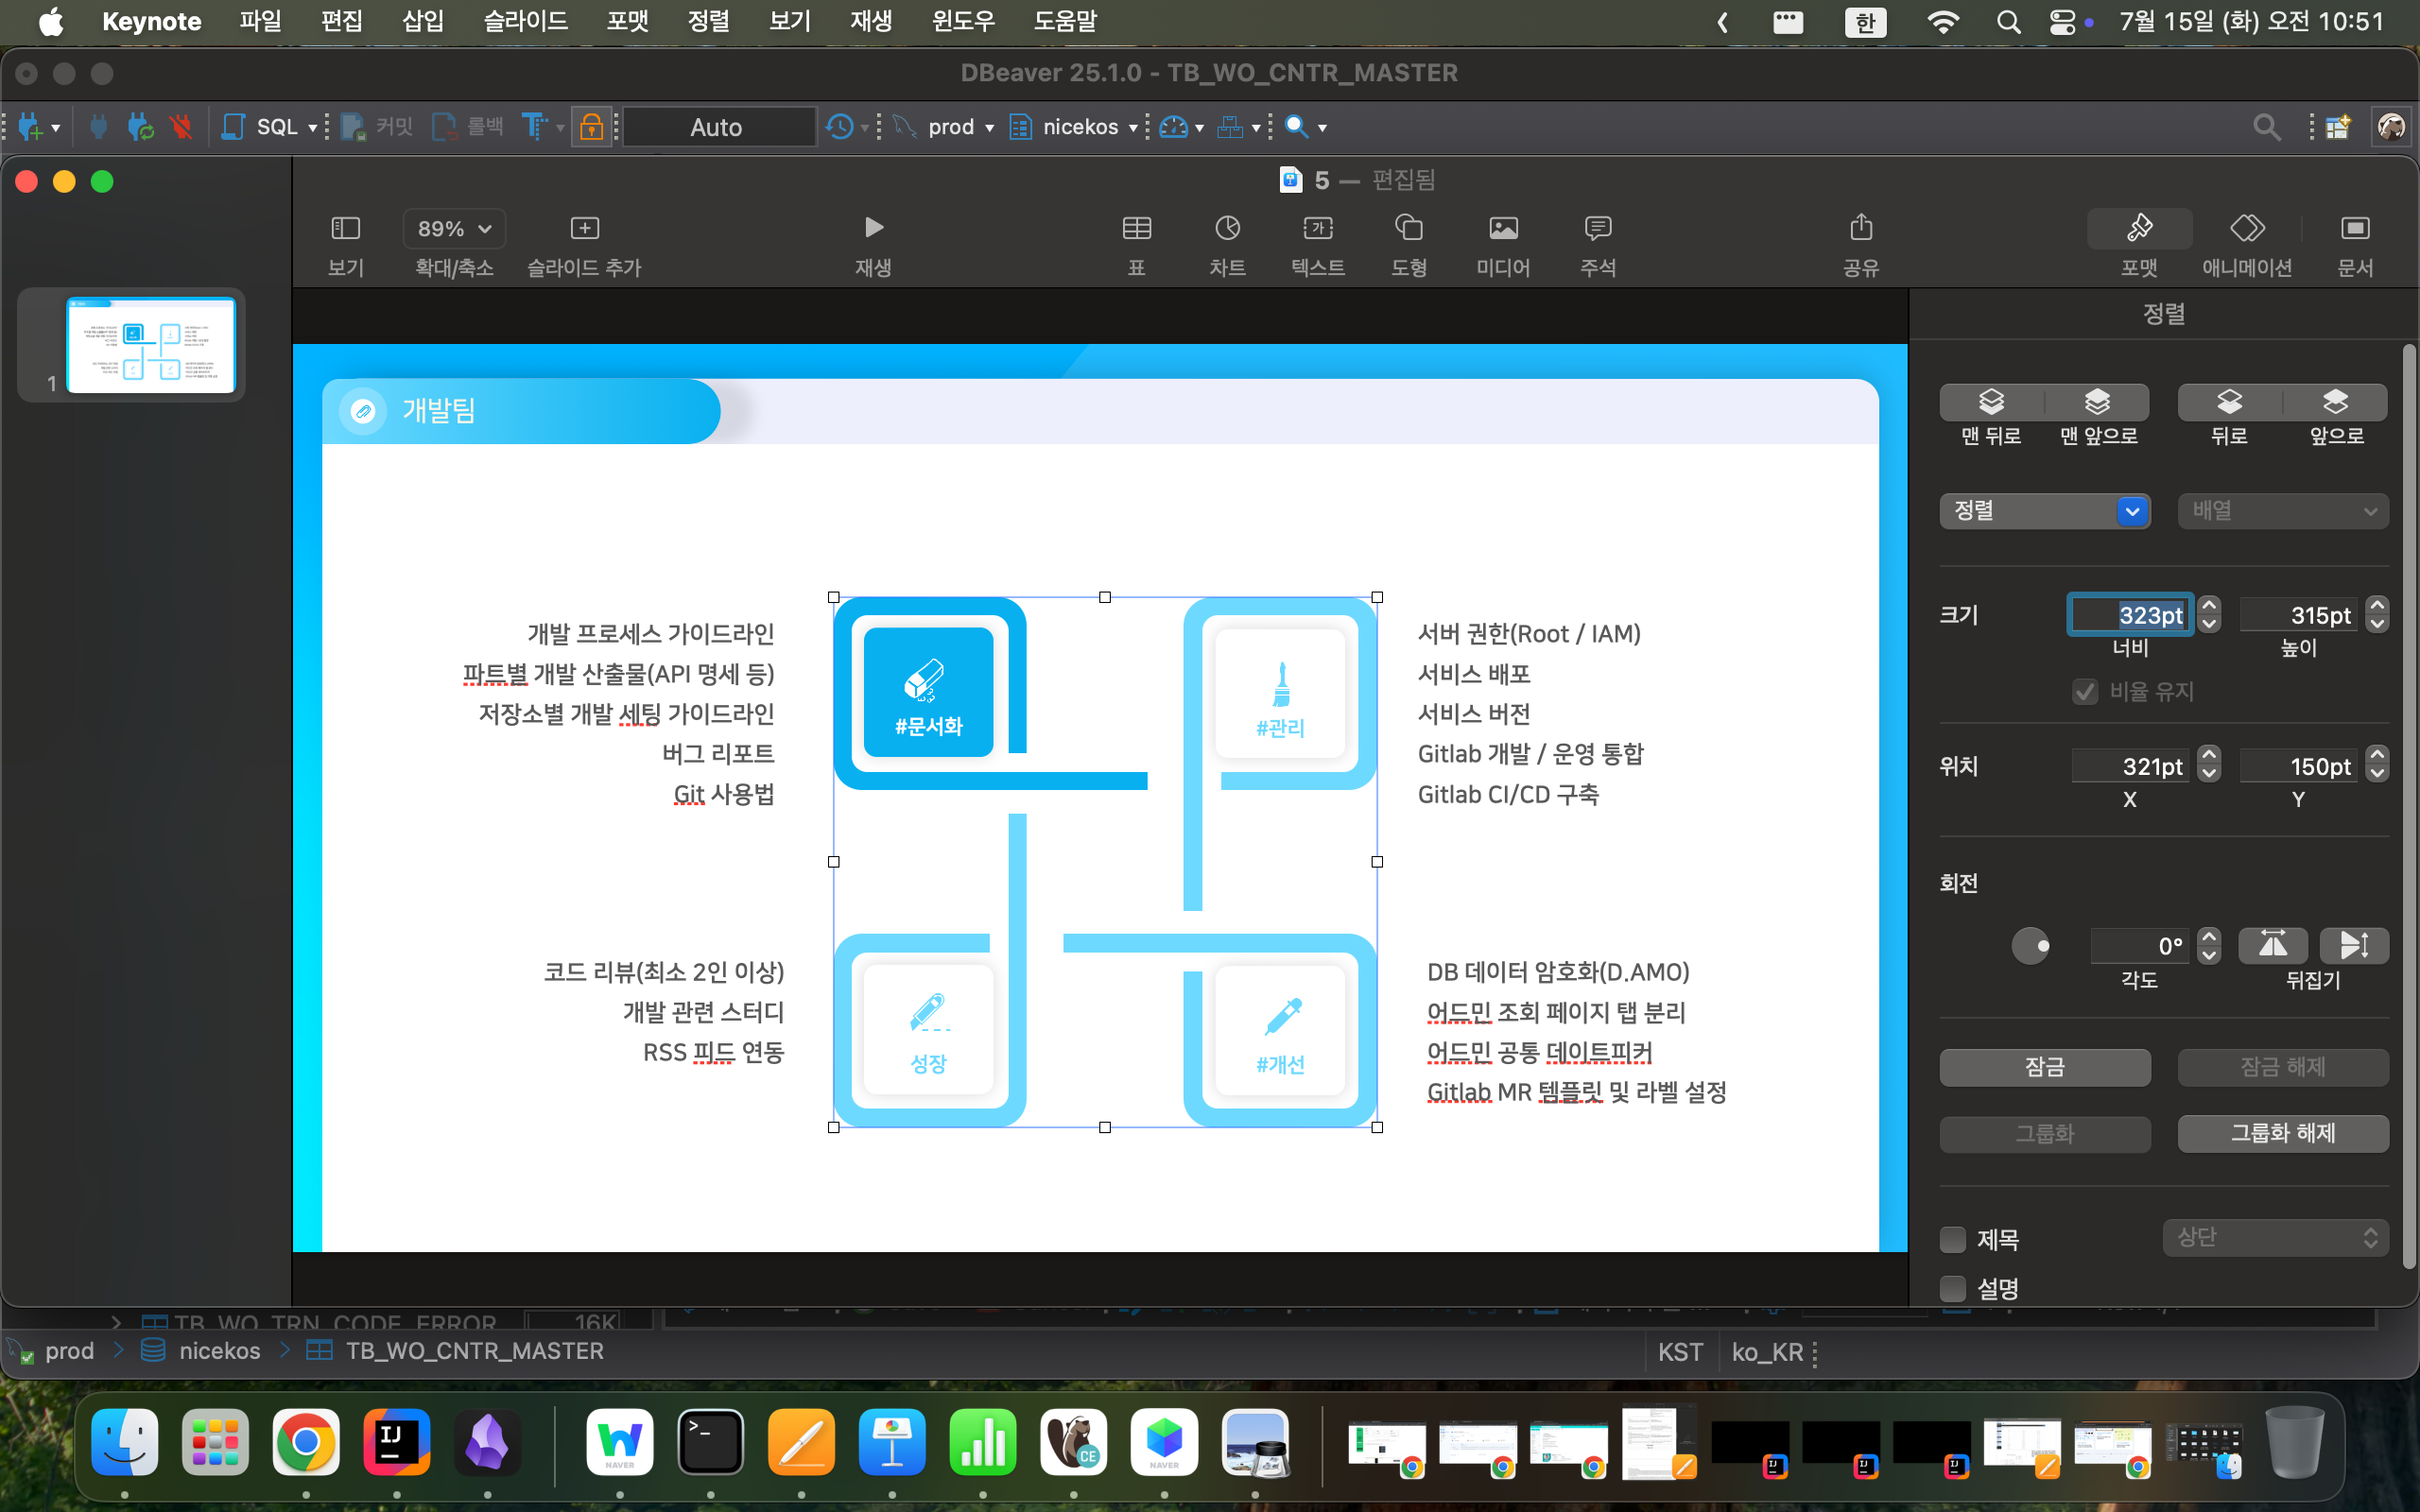 Keynote 파일 편집 삽입 슬라이드 포맷 정렬 보기 재생 윈도우 도움말 한 7월 15일 (화) 오전 10:51
DBeaver 25.1.0 - TB_WO_CNTR_MASTER
SQL 커밋 롤백 Auto prod nicekos
5 — 편집됨
89%
보기 확대/축소 슬라이드 추가 재생 표 차트 텍스트 도형 미디어 주석 공유 포맷 애니메이션 문서
정렬
1
개발팀
맨 뒤로 맨 앞으로 뒤로 앞으로
정렬 배열
개발 프로세스 가이드라인
파트별 개발 산출물(API 명세 등)
저장소별 개발 세팅 가이드라인
버그 리포트
Git 사용법
#문서화
#관리
서버 권한(Root / IAM)
서비스 배포
서비스 버전
Gitlab 개발 / 운영 통합
Gitlab CI/CD 구축
코드 리뷰(최소 2인 이상)
개발 관련 스터디
RSS 피드 연동
성장
#개선
DB 데이터 암호화(D.AMO)
어드민 조회 페이지 탭 분리
어드민 공통 데이트피커
Gitlab MR 템플릿 및 라벨 설정
크기 323pt 315pt
너비 높이
비율 유지
위치 321pt 150pt
X Y
회전
0°
각도 뒤집기
잠금 잠금 해제
그룹화 그룹화 해제
제목 상단
설명
TB_WO_TRN_CODE_ERROR 16K
prod nicekos TB_WO_CNTR_MASTER KST ko_KR
IJ NAVER >_ CE NAVER